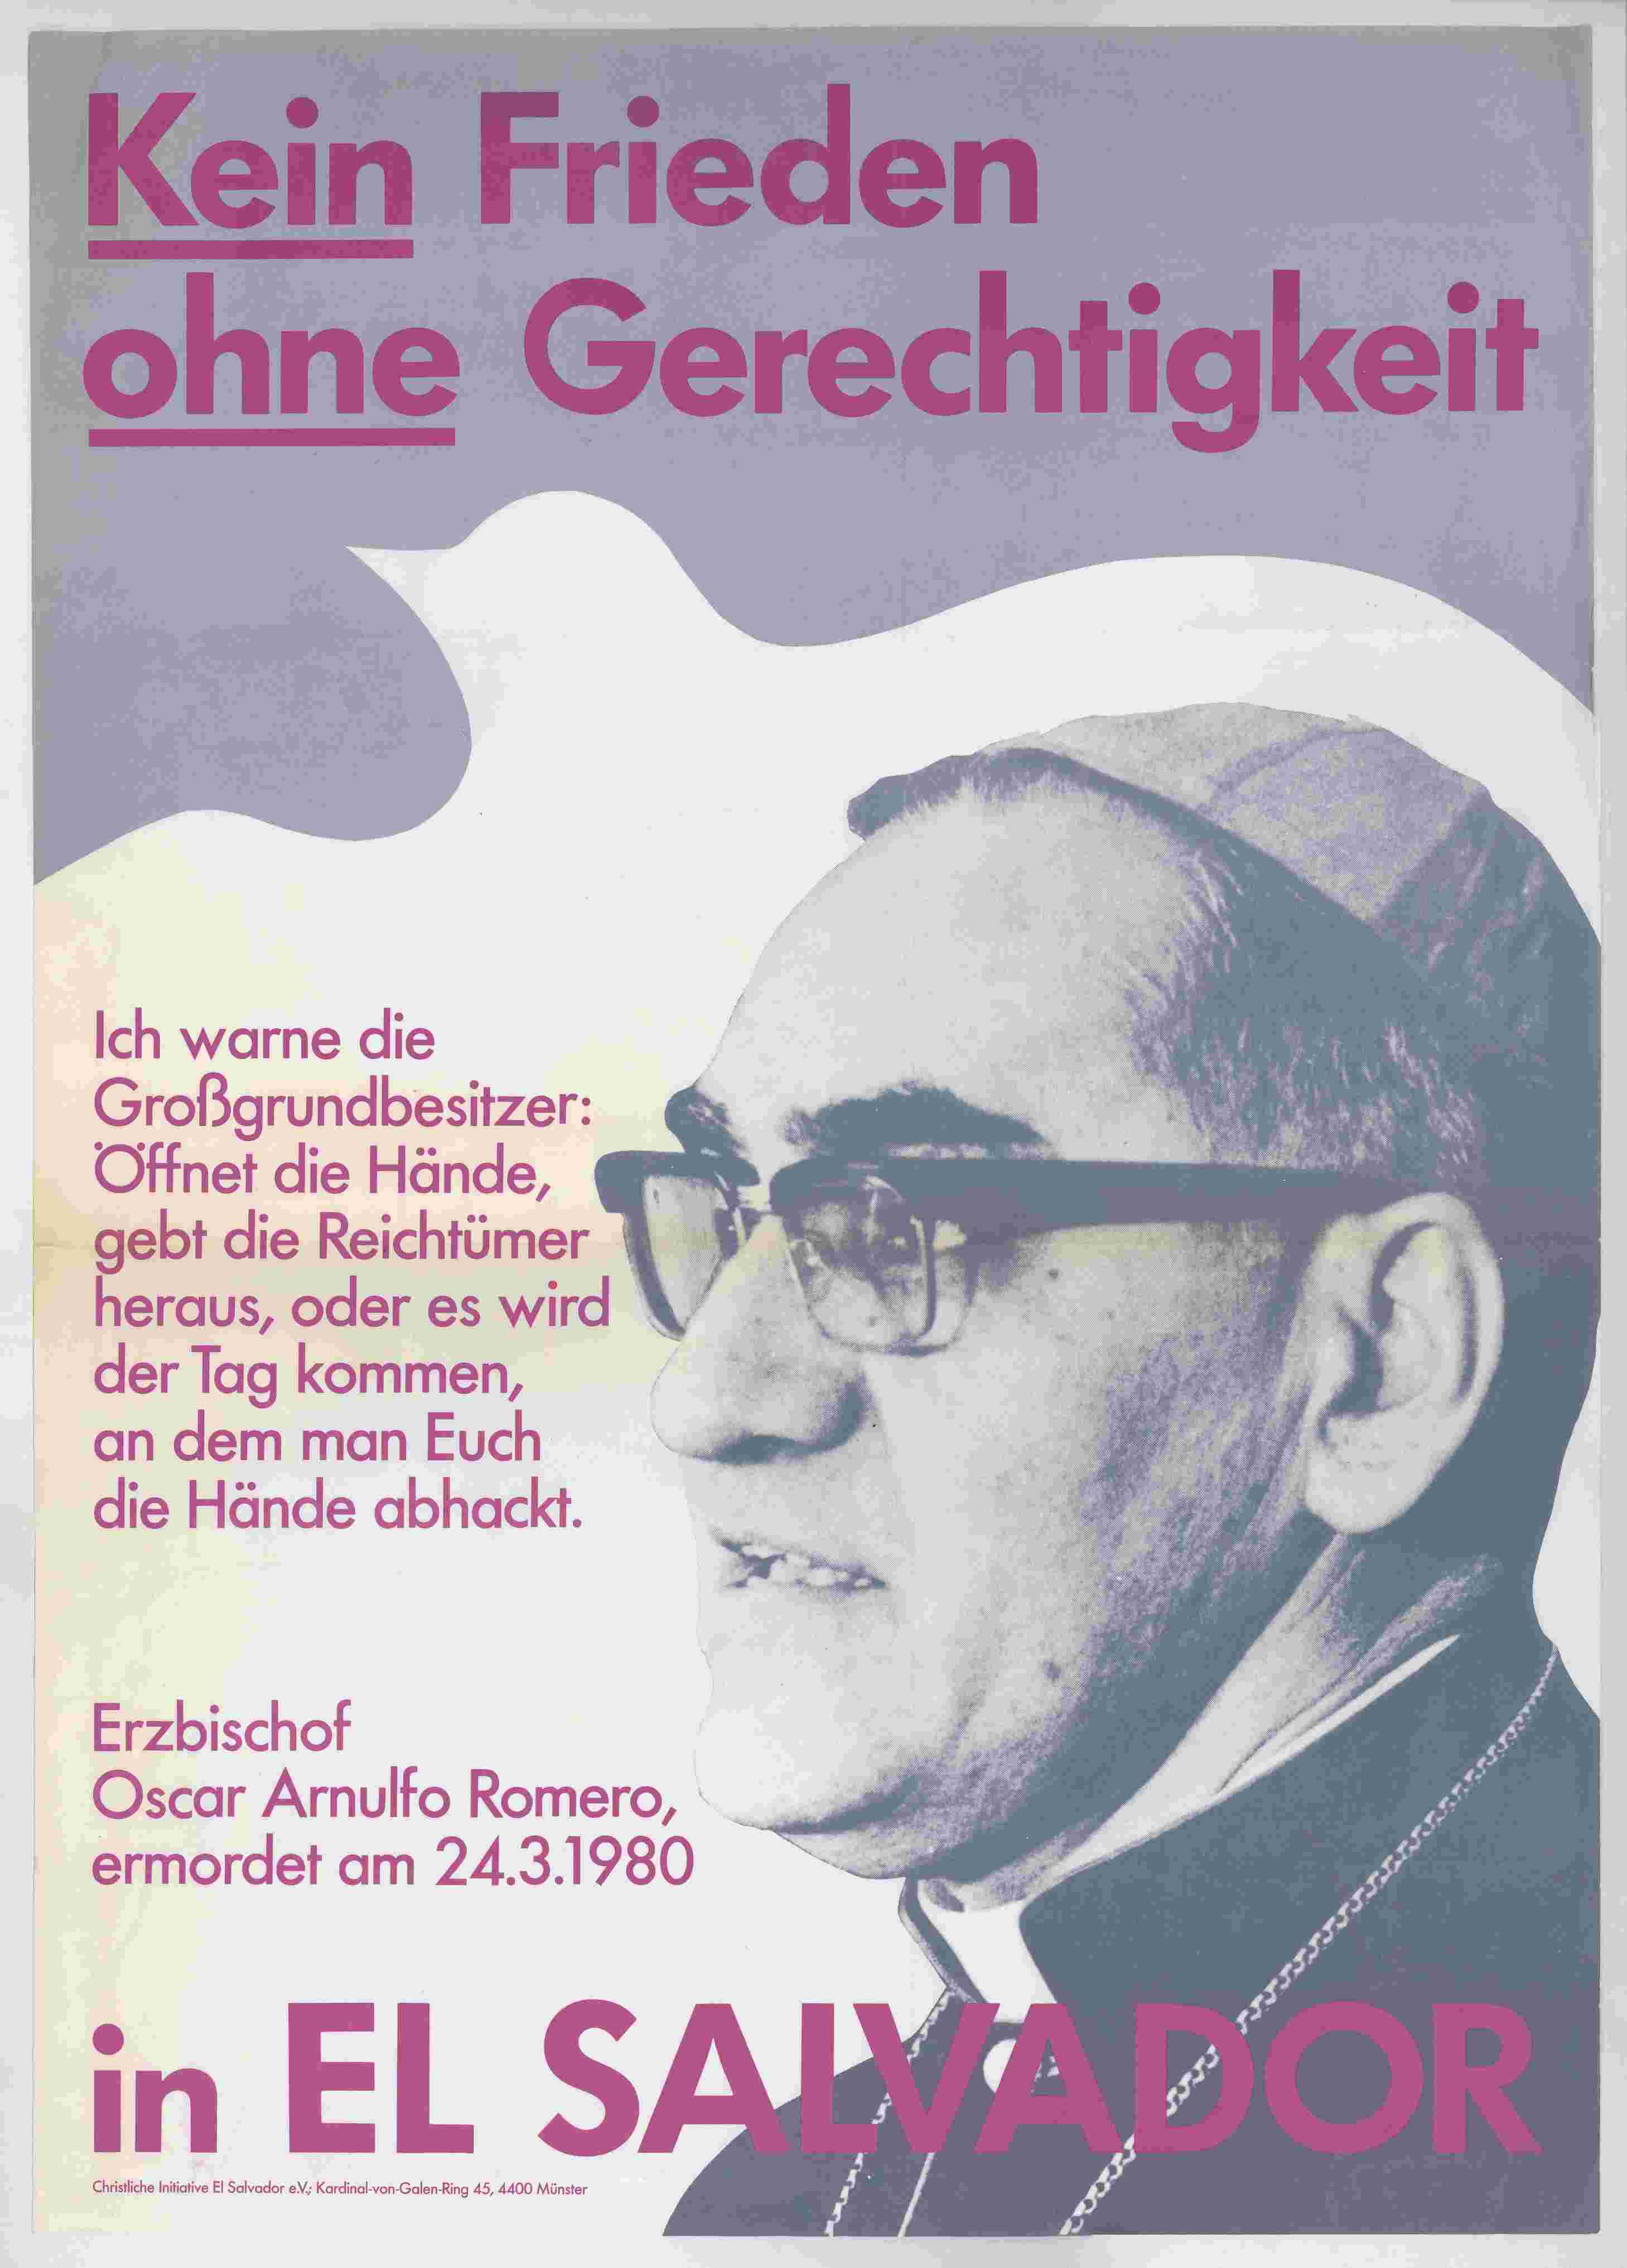 Kein Frieden
ohne Gerechtigkeit
Ich warne die
Großgrundbesitzer:
Öffnet die Hände,
gebt die Reichtümer
heraus, oder es wird
der Tag kommen,
an dem man Euch
die Hände abhackt.
Erzbischof
Oscar Arnulfo Romero,
ermordet am 24.3.1980
in EL SALVADOR
Christliche Initiative El Salvador e.V.; Kardinal-von-Galen-Ring 45, 4400 Münster